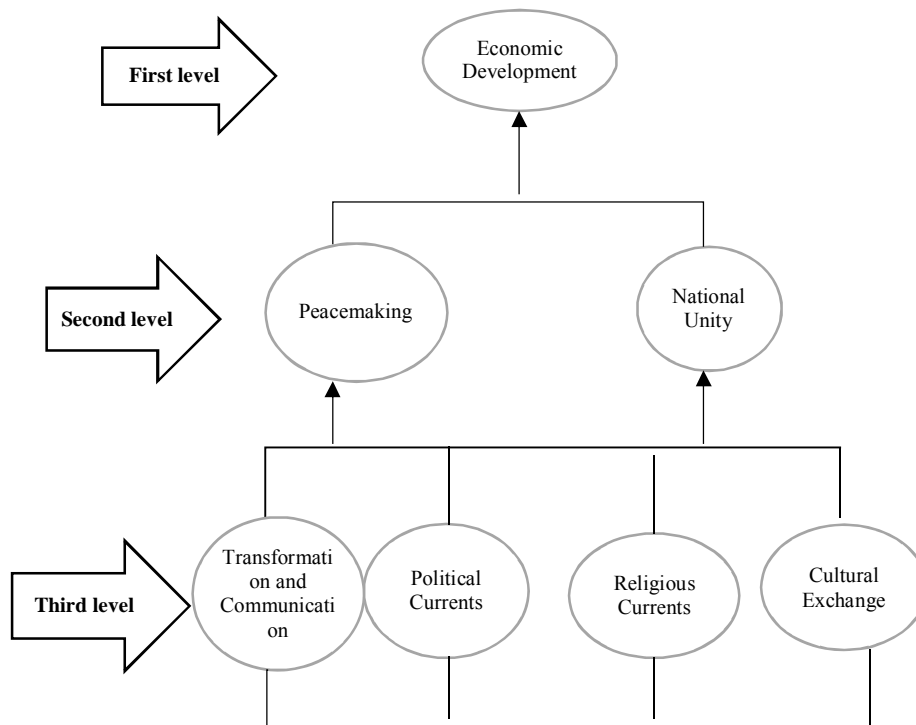 Economic
Development
First level
Peacemaking
National
Unity
Second level
Transformati
on and
Communicati
on
Political
Currents
Religious
Currents
Cultural
Exchange
Third level